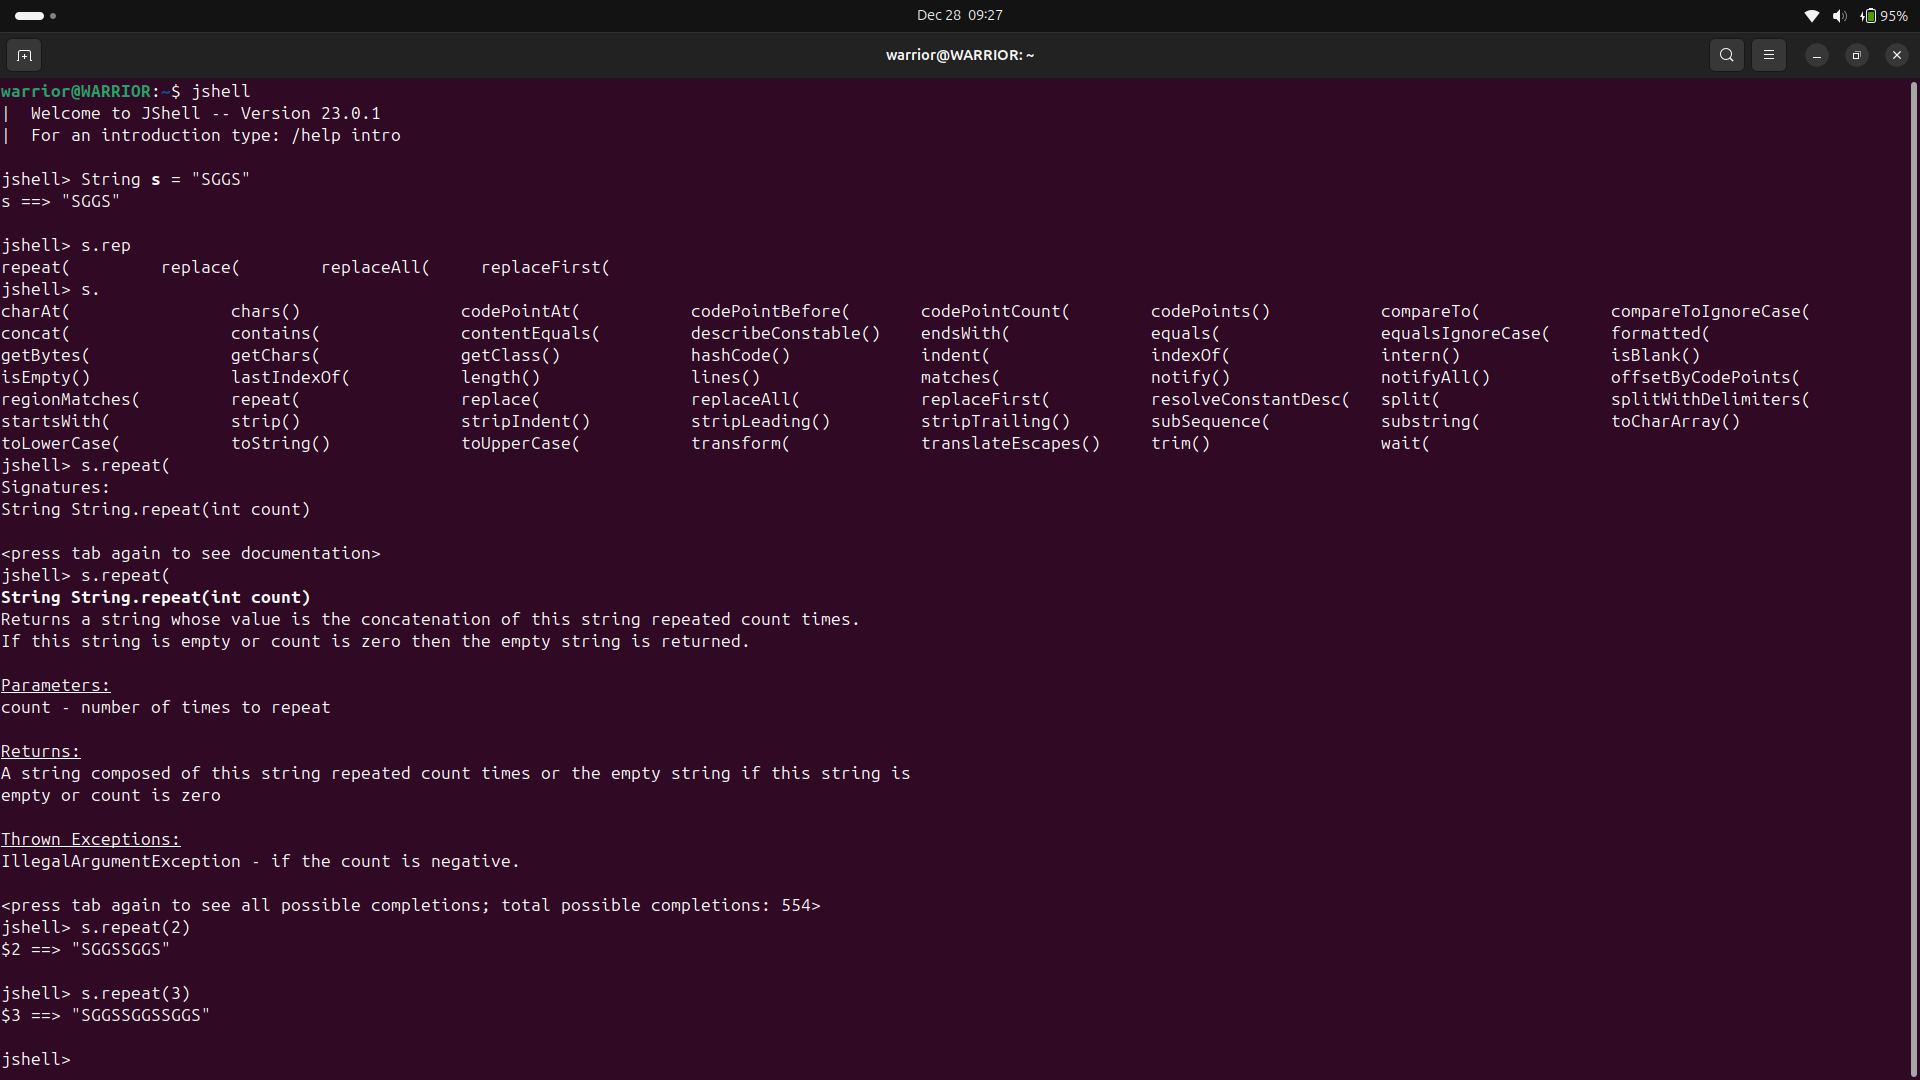 Dec 28 09:27
95%
warrior@WARRIOR: ~
warrior@WARRIOR:~$ jshell
|  Welcome to JShell -- Version 23.0.1
|  For an introduction type: /help intro
jshell> String s = "SGGS"
s ==> "SGGS"
jshell> s.rep
repeat(         replace(        replaceAll(     replaceFirst(
jshell> s.
charAt(                chars()                codePointAt(           codePointBefore(       codePointCount(        codePoints()           compareTo(             compareToIgnoreCase(
concat(                contains(              contentEquals(         describeConstable()    endsWith(              equals(                equalsIgnoreCase(      formatted(
getBytes(              getChars(              getClass()             hashCode()             indent(                indexOf(               intern()               isBlank()
isEmpty()              lastIndexOf(           length()               lines()                matches(               notify()               notifyAll()            offsetByCodePoints(
regionMatches(         repeat(                replace(               replaceAll(            replaceFirst(          resolveConstantDesc(   split(                 splitWithDelimiters(
startsWith(            strip()                stripIndent()          stripLeading()         stripTrailing()        subSequence(           substring(             toCharArray()
toLowerCase(           toString()             toUpperCase(           transform(             translateEscapes()     trim()                 wait(
jshell> s.repeat(
Signatures:
String String.repeat(int count)
<press tab again to see documentation>
jshell> s.repeat(
String String.repeat(int count)
Returns a string whose value is the concatenation of this string repeated count times.
If this string is empty or count is zero then the empty string is returned.
Parameters:
count - number of times to repeat
Returns:
A string composed of this string repeated count times or the empty string if this string is
empty or count is zero
Thrown Exceptions:
IllegalArgumentException - if the count is negative.
<press tab again to see all possible completions; total possible completions: 554>
jshell> s.repeat(2)
$2 ==> "SGGSSGGS"
jshell> s.repeat(3)
$3 ==> "SGGSSGGSSGGS"
jshell>